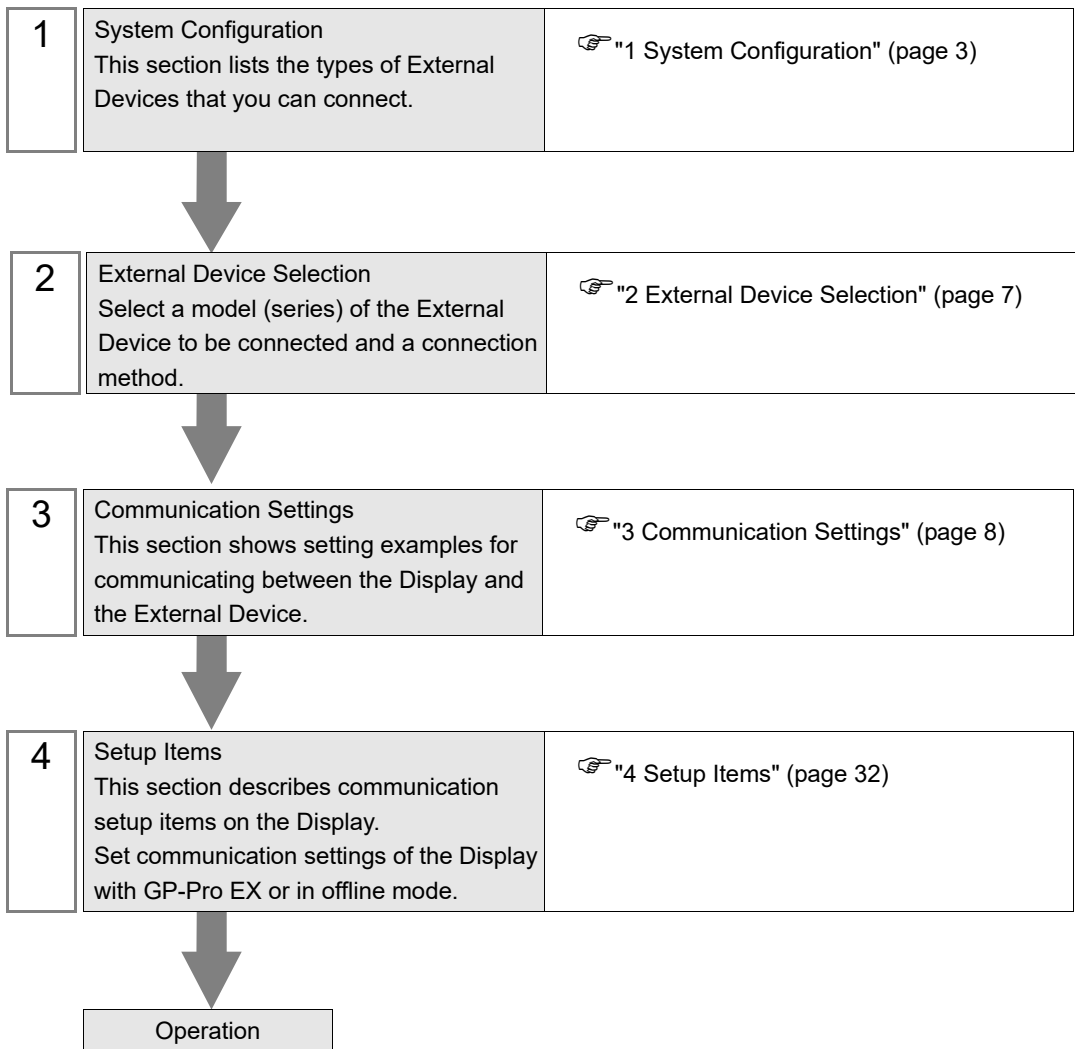 1
System Configuration
This section lists the types of External
Devices that you can connect.
"1 System Configuration" (page 3)
2
External Device Selection
Select a model (series) of the External
Device to be connected and a connection
method.
"2 External Device Selection" (page 7)
3
Communication Settings
This section shows setting examples for
communicating between the Display and
the External Device.
"3 Communication Settings" (page 8)
4
Setup Items
This section describes communication
setup items on the Display.
Set communication settings of the Display
with GP-Pro EX or in offline mode.
"4 Setup Items" (page 32)
Operation